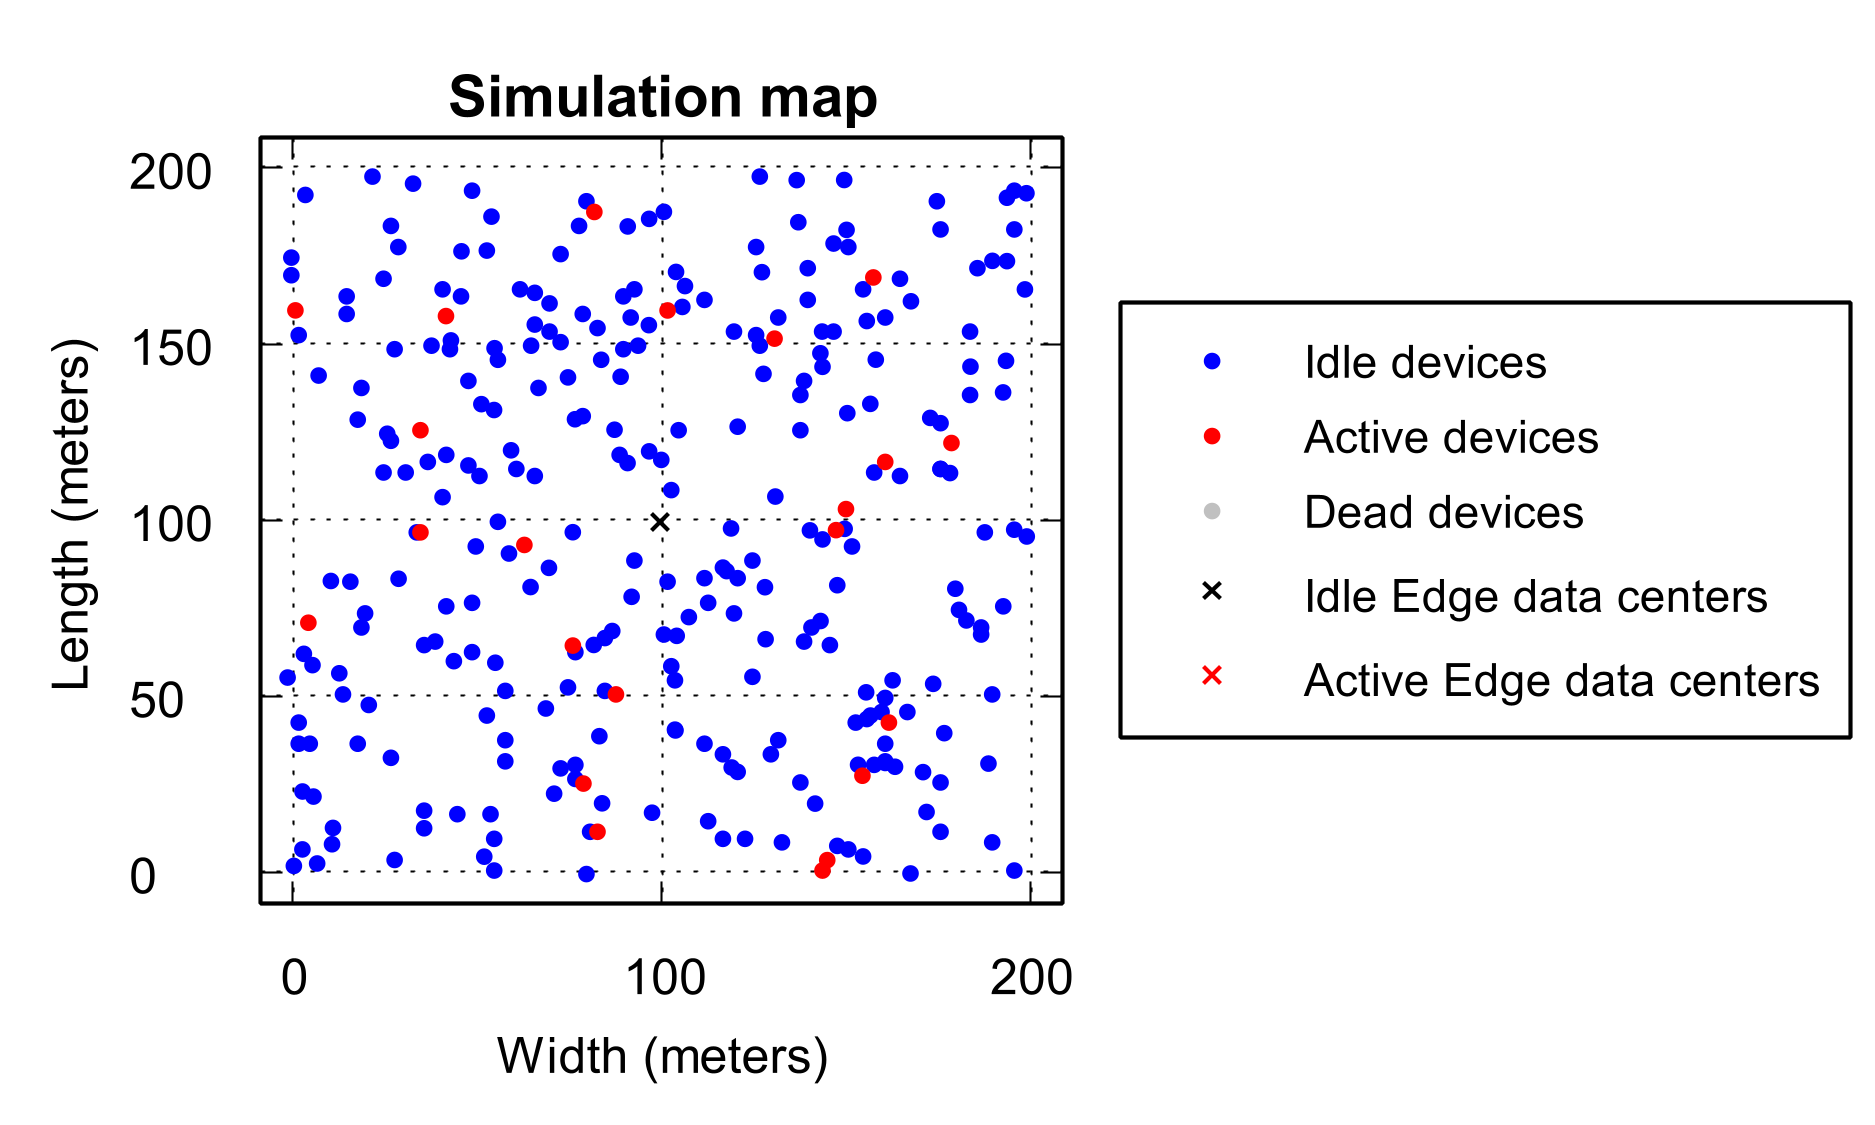 Simulation map
200
150
100
50
0
Length (meters)
0 100 200
Width (meters)
Idle devices
Active devices
Dead devices
Idle Edge data centers
Active Edge data centers